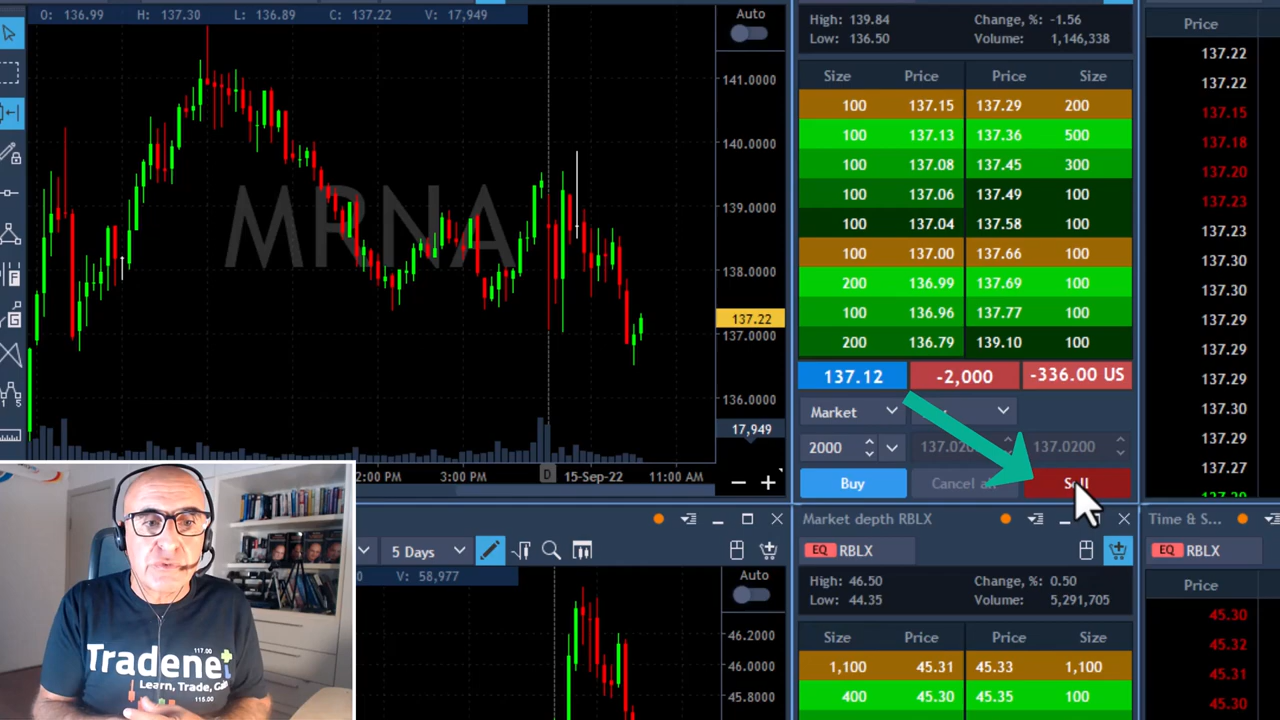 O: 136.99 H: 137.30 L: 136.89 C: 137.22 V: 17,949
Auto
141.0000
140.0000
139.0000
138.0000
137.22
137.0000
136.0000
17,949
MRNA
2:00 PM 3:00 PM D 15-Sep-22 11:00 AM
High: 139.84 Change, %: -1.56
Low: 136.50 Volume: 1,146,338
Size Price Price Size
100 137.15 137.29 200
100 137.13 137.36 500
100 137.08 137.45 300
100 137.06 137.49 100
100 137.04 137.58 100
100 137.00 137.66 100
200 136.99 137.69 100
100 136.96 137.77 100
200 136.79 139.10 100
137.12 -2,000 -336.00 US
Market
2000 137.0200 137.0200
Buy Cancel Sell
Price
137.22
137.22
137.15
137.18
137.20
137.23
137.23
137.30
137.30
137.29
137.29
137.29
137.30
137.29
137.27
137.29
5 Days
V: 58,977
Auto
46.2000
46.0000
45.8000
Market depth RBLX
EQ RBLX
High: 46.50 Change, %: 0.50
Low: 44.35 Volume: 5,291,705
Size Price Price Size
1,100 45.31 45.33 1,100
400 45.30 45.35 100
Time & S...
EQ RBLX
Price
45.30
45.32
45.31
45.30
117.00
Tradenet
Learn, Trade,
115.00